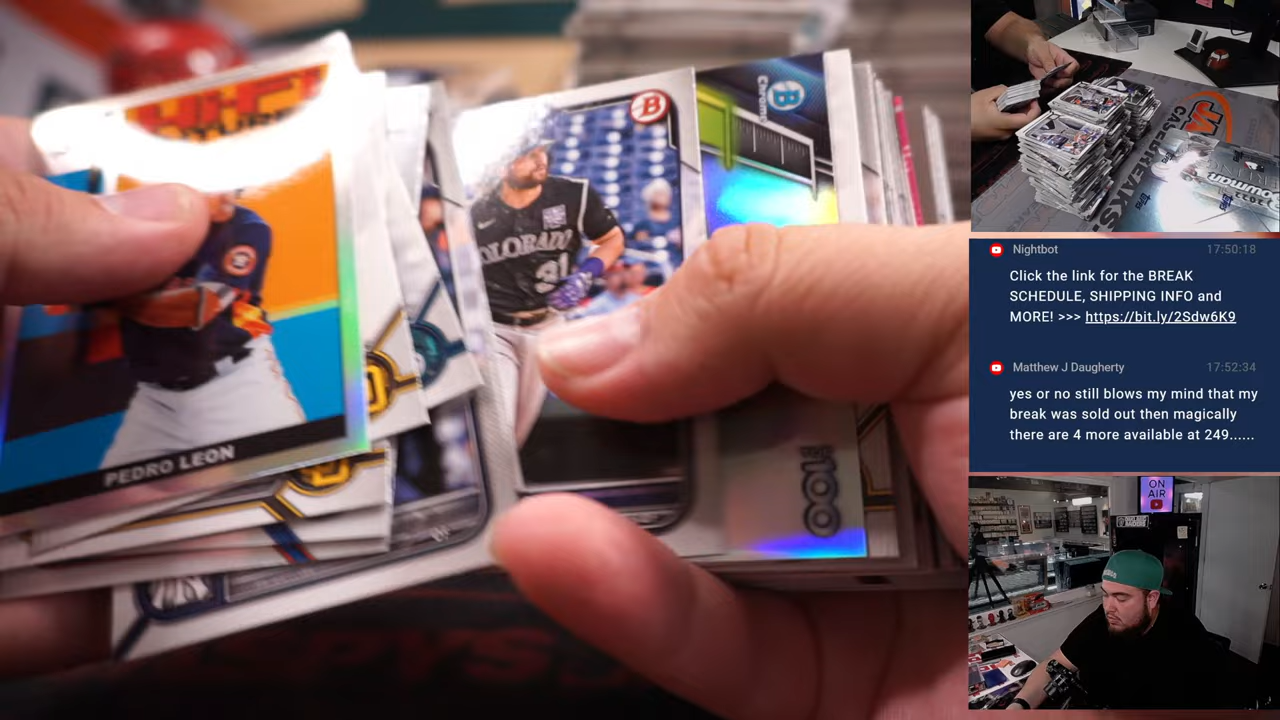 PEDRO LEON
COLORADO
31
B
B
Chrome
TOP
100
Nightbot 17:50:18
Click the link for the BREAK
SCHEDULE, SHIPPING INFO and
MORE! >>> https://bit.ly/2Sdw6K9
Matthew J Daugherty 17:52:34
yes or no still blows my mind that my
break was sold out then magically
there are 4 more available at 249......
ON
AIR